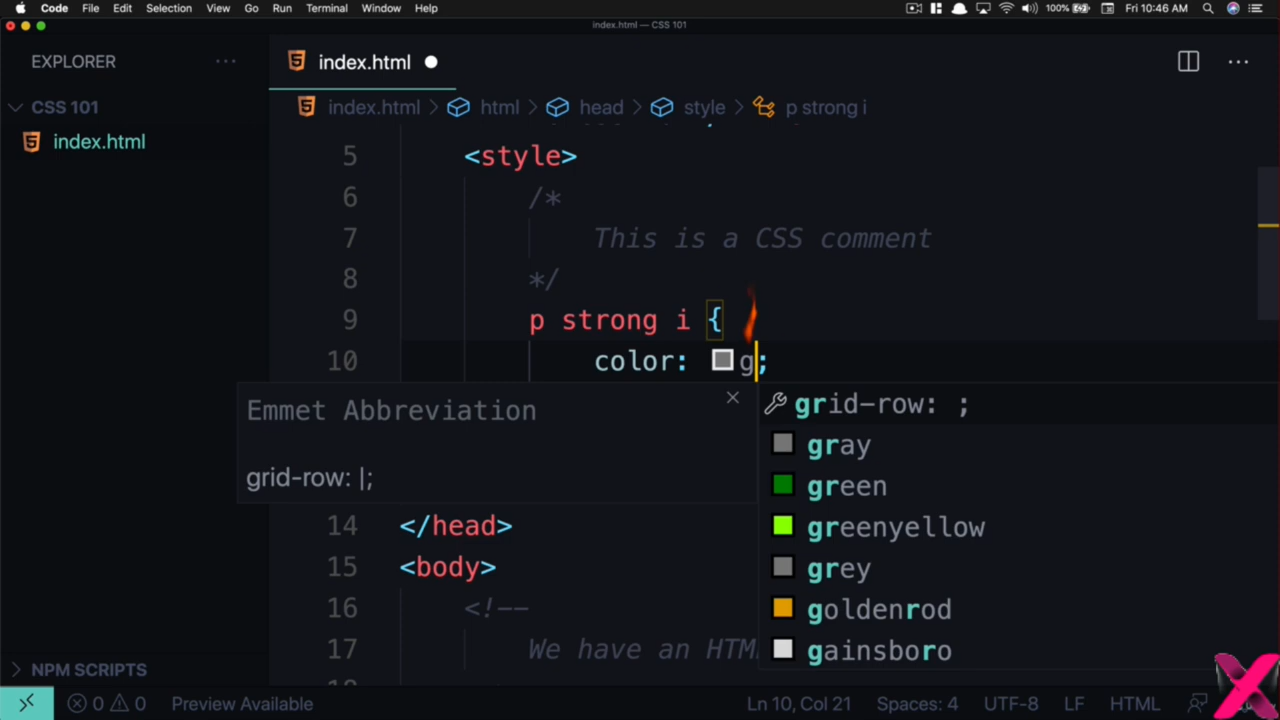 Code File Edit Selection View Go Run Terminal Window Help 100% Fri 10:46 AM
index.html — CSS 101
EXPLORER
index.html
CSS 101
index.html
index.html > html > head > style > p strong i
5 <style>
6 /*
7 This is a CSS comment
8 */
9 p strong i {
10 color: g;
Emmet Abbreviation
grid-row: |;
grid-row: ;
gray
green
greenyellow
grey
goldenrod
gainsboro
14 </head>
15 <body>
16 <!--
17 We have an HTM
NPM SCRIPTS
0 0 Preview Available Ln 10, Col 21 Spaces: 4 UTF-8 LF HTML
X